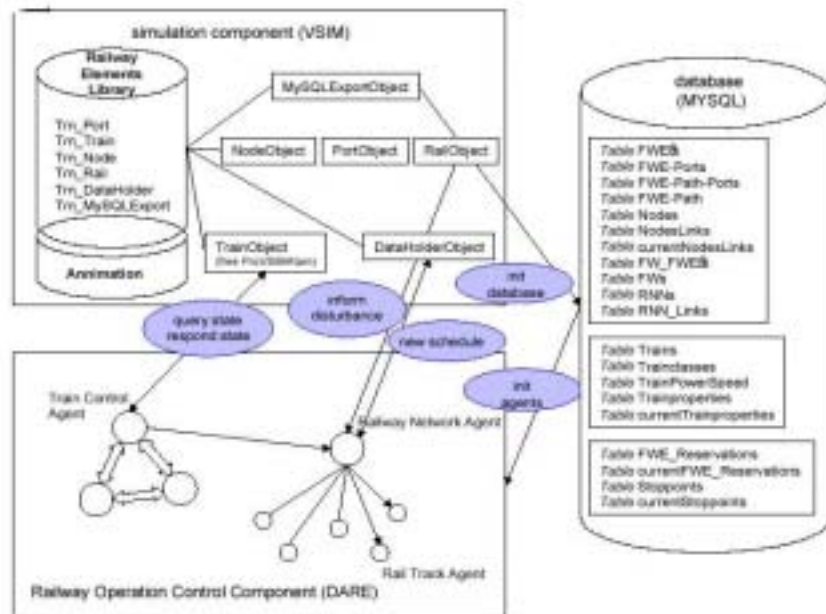 simulation component (VSIM)
Railway
Elements
Library
Trn_Port
Trn_Train
Trn_Node
Trn_Rail
Trn_DataHolder
Trn_MySQLExport
Annimation
MySQLExportObject
NodeObject
PortObject
RailObject
TrainObject
DataHolderObject
query state
respond state
inform
disturbance
new schedule
init
database
init
agents
Train Control
Agent
Railway Network Agent
Rail Track Agent
Railway Operation Control Component (DARE)
database
(MYSQL)
Table
Table FWE-Ports
Table FWE-Path-Ports
Table FWE-Path
Table Nodes
Table NodesLinks
Table currentNodesLinks
Table
Table FWs
Table RNNs
Table RNN_Links
Table Trains
Table Trainclasses
Table TrainPowerSpeed
Table Trainproperties
Table currentTrainproperties
Table FWE_Reservations
Table currentFWE_Reservations
Table Stoppoints
Table currentStoppoints